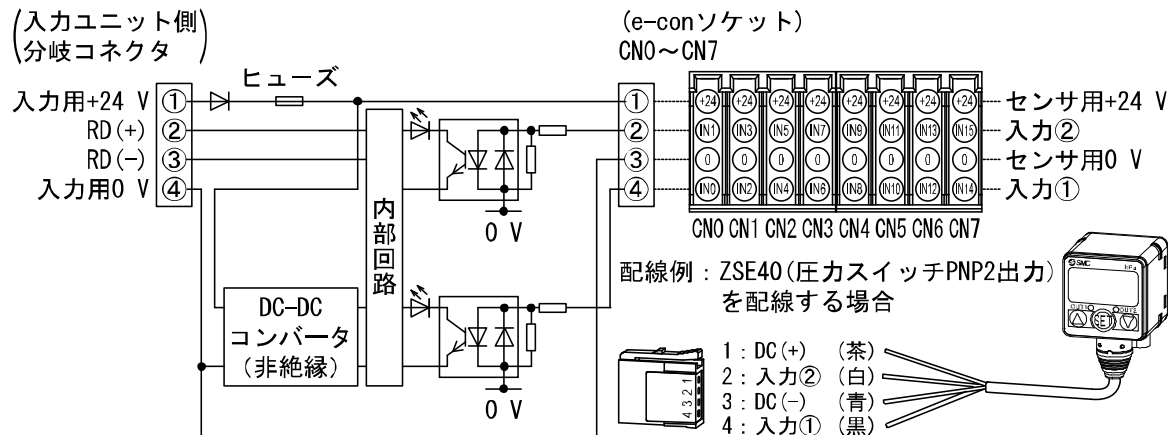 (入力ユニット側
分岐コネクタ)
ヒューズ
入力用+24 V ①
RD(+) ②
RD(-) ③
入力用0 V ④
内部回路
DC-DC
コンバータ
(非絶縁)
0 V
0 V
(e-conソケット)
CN0～CN7
① +24 +24 +24 +24 +24 +24 +24 +24 センサ用+24 V
② IN1 IN3 IN5 IN7 IN9 IN11 IN13 IN15 入力②
③ 0 0 0 0 0 0 0 0 センサ用0 V
④ IN0 IN2 IN4 IN6 IN8 IN10 IN12 IN14 入力①
CN0 CN1 CN2 CN3 CN4 CN5 CN6 CN7
配線例：ZSE40(圧力スイッチPNP2出力)
を配線する場合
SMC kPa
OUT1 OUT2
SET
4 3 2 1
1：DC(+) (茶)
2：入力② (白)
3：DC(-) (青)
4：入力① (黒)